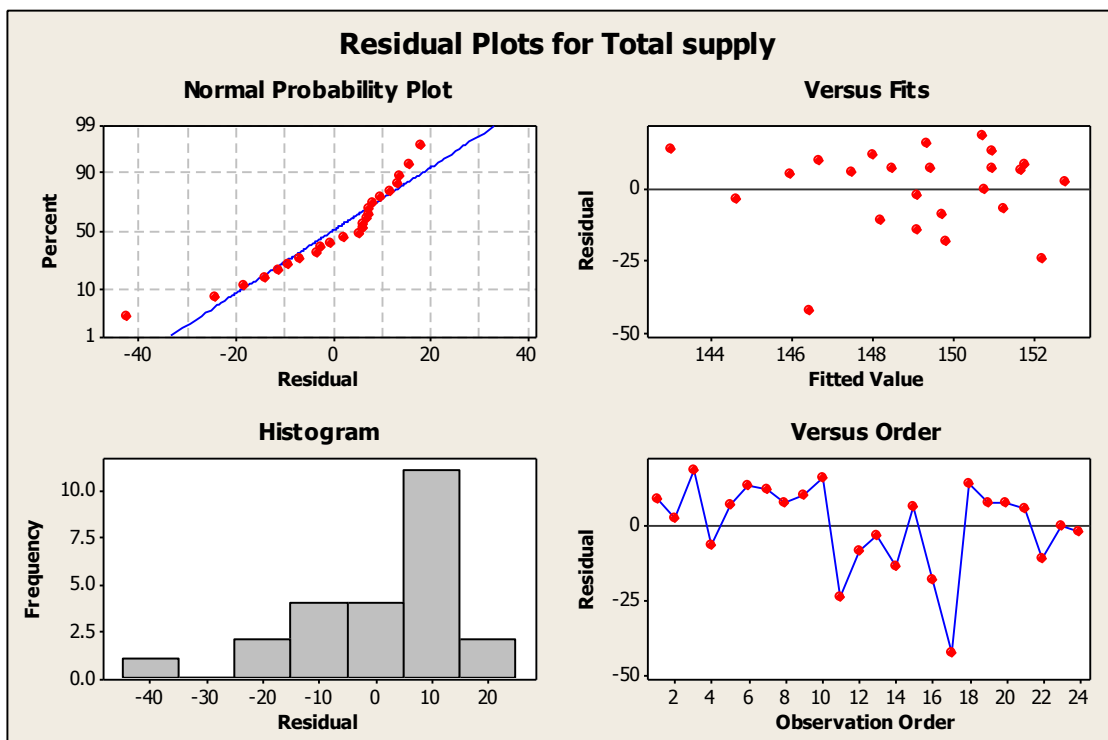 Residual Plots for Total supply
Normal Probability Plot
99
90
50
10
1
Percent
-40 -20 0 20 40
Residual
Versus Fits
0
-25
-50
Residual
144 146 148 150 152
Fitted Value
Histogram
10.0
7.5
5.0
2.5
0.0
Frequency
-40 -30 -20 -10 0 10 20
Residual
Versus Order
0
-25
-50
Residual
2 4 6 8 10 12 14 16 18 20 22 24
Observation Order